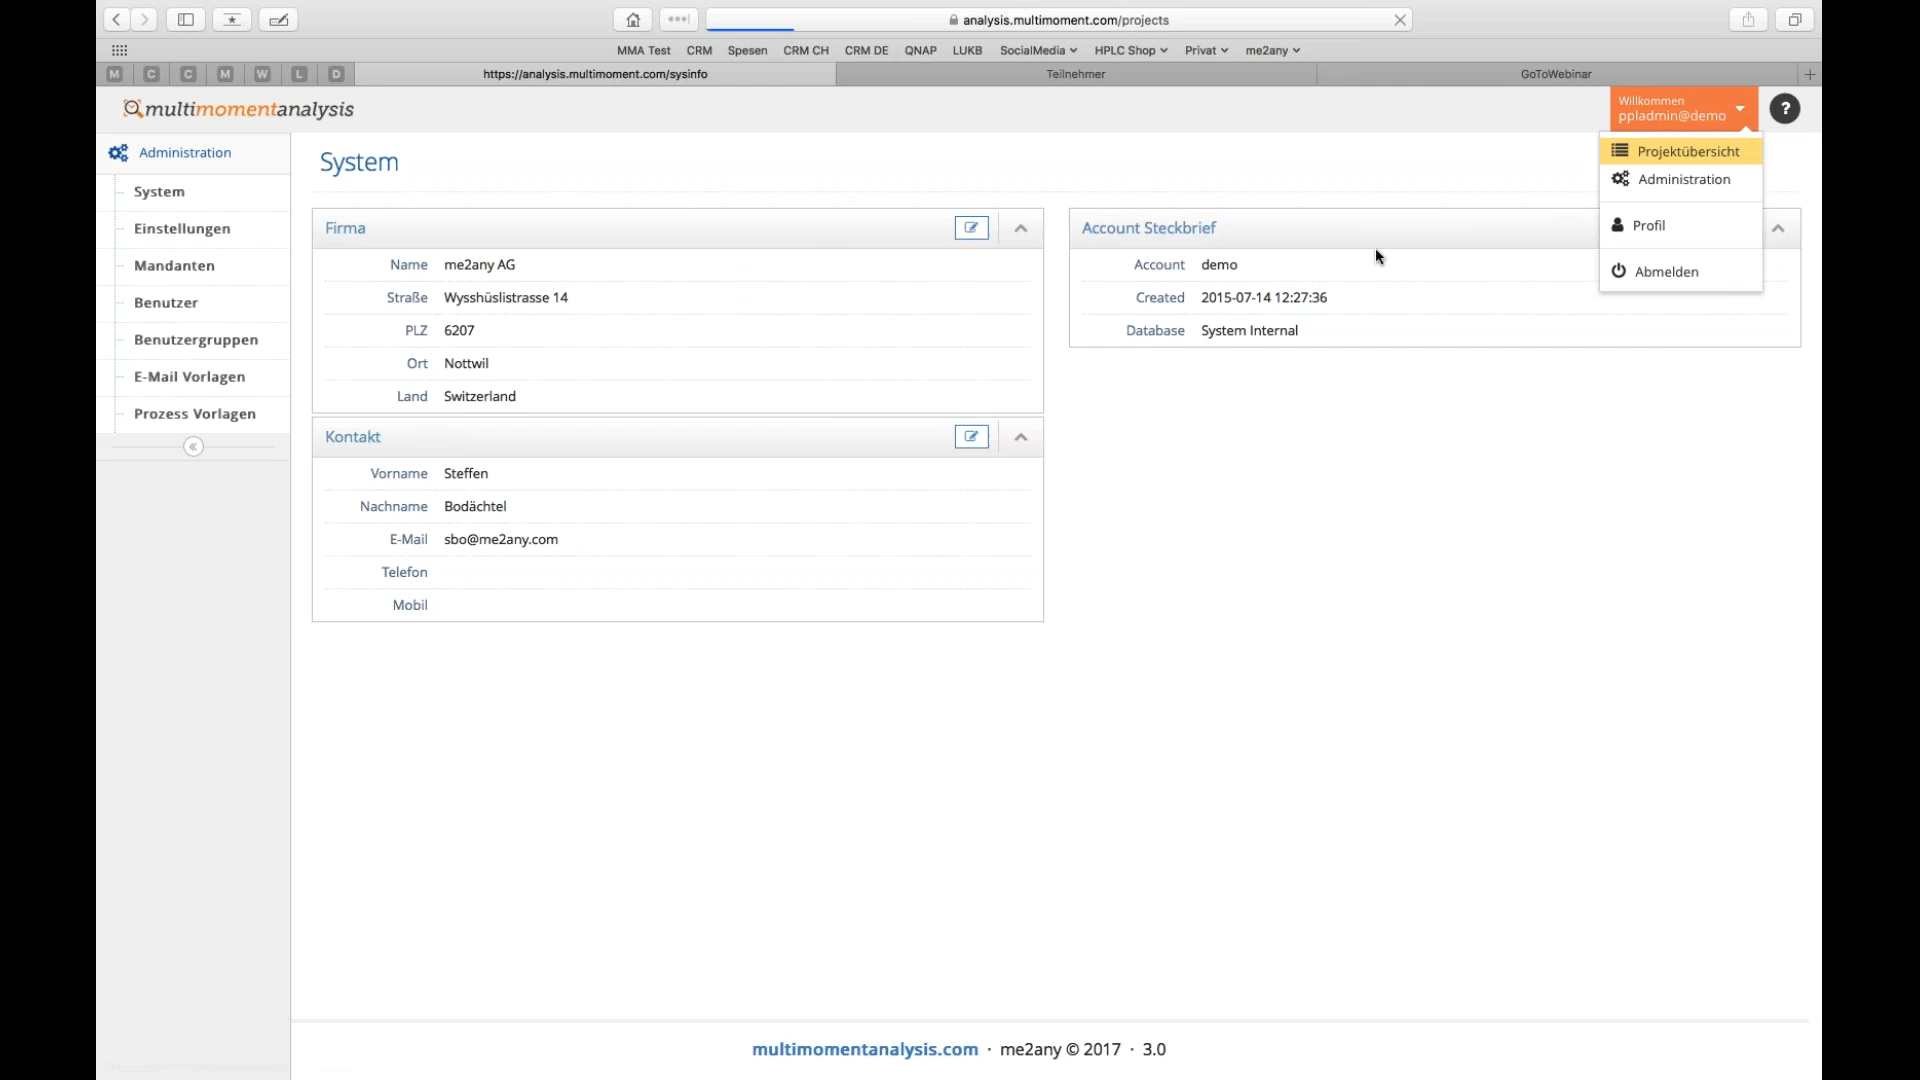 analysis.multimoment.com/projects
MMA Test CRM Spesen CRM CH CRM DE QNAP LUKB SocialMedia HPLC Shop Privat me2any
M C C M W L D https://analysis.multimoment.com/sysinfo Teilnehmer GoToWebinar
multimomentanalysis
Willkommen
ppladmin@demo
?
Projektübersicht
Administration
Profil
Abmelden
Administration
System
Einstellungen
Mandanten
Benutzer
Benutzergruppen
E-Mail Vorlagen
Prozess Vorlagen
System
Firma
Name me2any AG
Straße Wysshüslistrasse 14
PLZ 6207
Ort Nottwil
Land Switzerland
Kontakt
Vorname Steffen
Nachname Bodächtel
E-Mail sbo@me2any.com
Telefon
Mobil
Account Steckbrief
Account demo
Created 2015-07-14 12:27:36
Database System Internal
multimomentanalysis.com · me2any © 2017 · 3.0